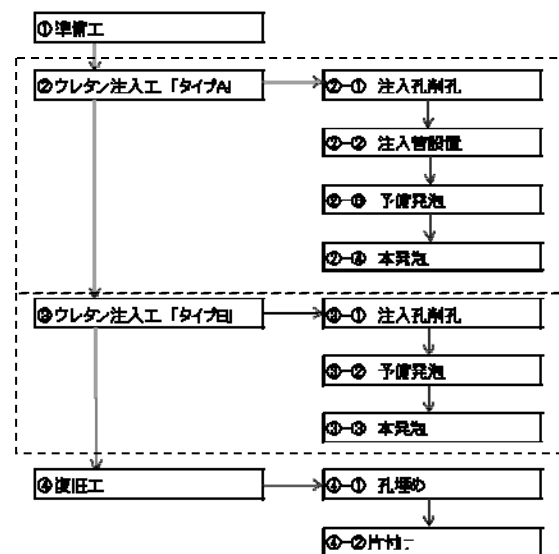 ①準備工
②ウレタン注入工「タイプA」
②-① 注入孔削孔
②-② 注入管設置
②-③ 予備発泡
②-④ 本発泡
③ウレタン注入工「タイプB」
③-① 注入孔削孔
③-② 予備発泡
③-③ 本発泡
④復旧工
④-① 孔埋め
④-②